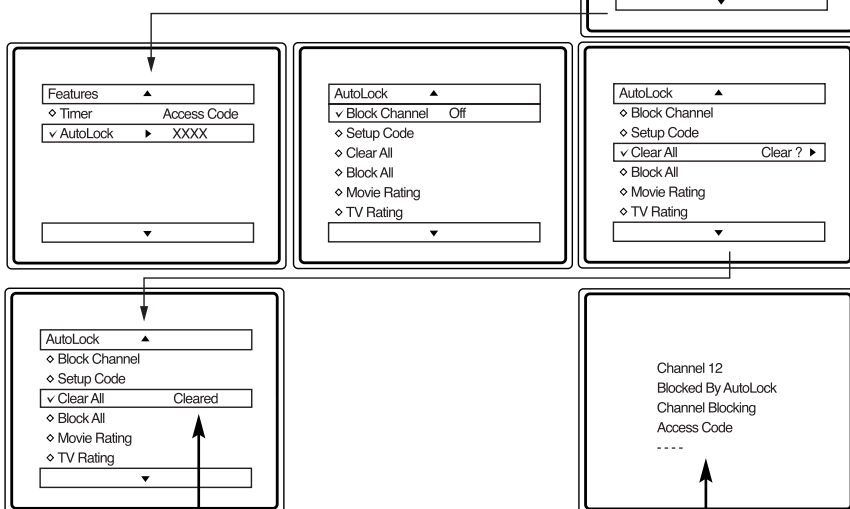 Features
Timer Access Code
AutoLock XXXX
AutoLock
Block Channel Off
Setup Code
Clear All
Block All
Movie Rating
TV Rating
AutoLock
Block Channel
Setup Code
Clear All Clear ?
Block All
Movie Rating
TV Rating
AutoLock
Block Channel
Setup Code
Clear All Cleared
Block All
Movie Rating
TV Rating
Channel 12
Blocked By AutoLock
Channel Blocking
Access Code
- - - -